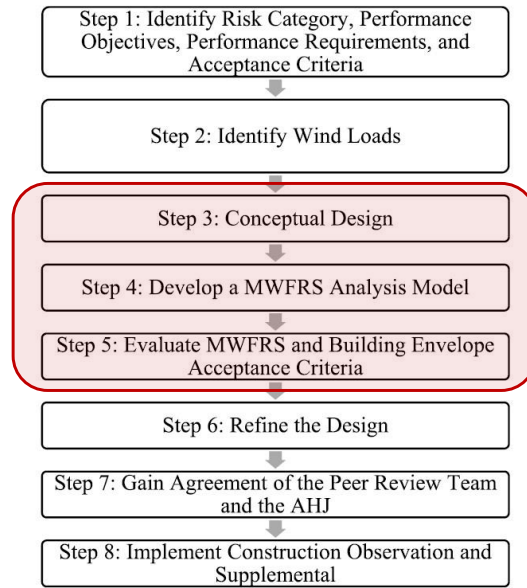 Step 1: Identify Risk Category, Performance
Objectives, Performance Requirements, and
Acceptance Criteria
Step 2: Identify Wind Loads
Step 3: Conceptual Design
Step 4: Develop a MWFRS Analysis Model
Step 5: Evaluate MWFRS and Building Envelope
Acceptance Criteria
Step 6: Refine the Design
Step 7: Gain Agreement of the Peer Review Team
and the AHJ
Step 8: Implement Construction Observation and
Supplemental